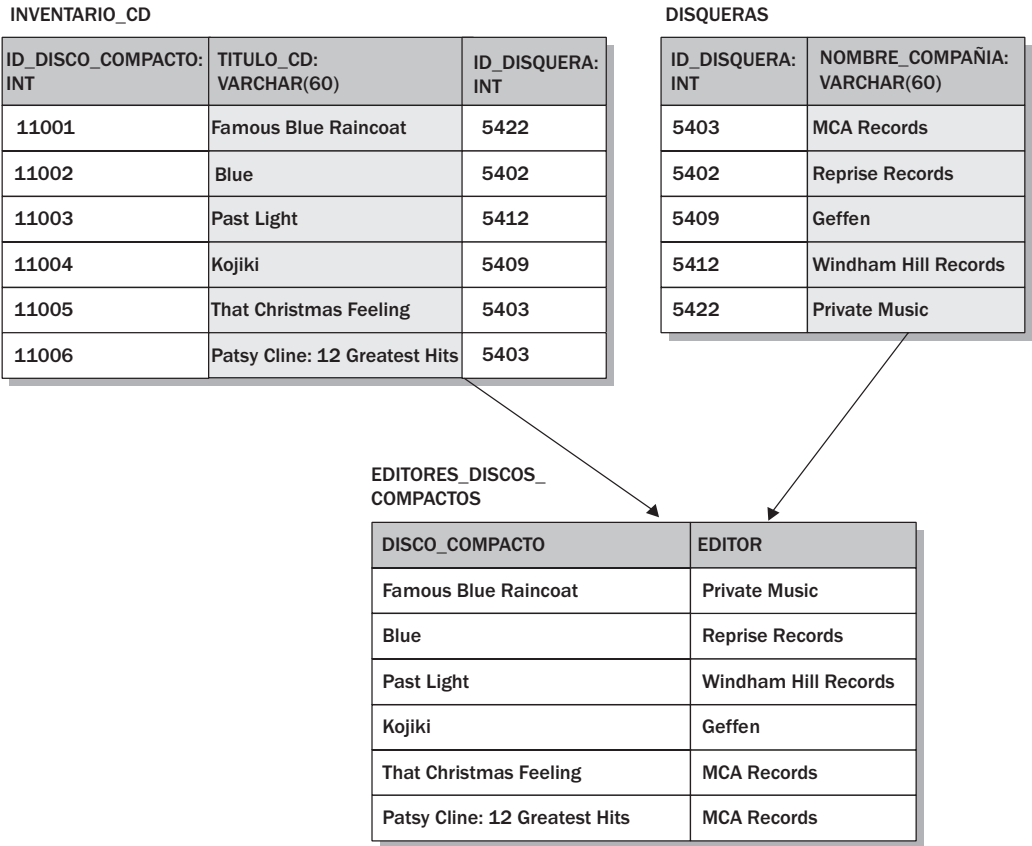 INVENTARIO_CD
ID_DISCO_COMPACTO: INT TITULO_CD: VARCHAR(60) ID_DISQUERA: INT
11001 Famous Blue Raincoat 5422
11002 Blue 5402
11003 Past Light 5412
11004 Kojiki 5409
11005 That Christmas Feeling 5403
11006 Patsy Cline: 12 Greatest Hits 5403
DISQUERAS
ID_DISQUERA: INT NOMBRE_COMPAÑIA: VARCHAR(60)
5403 MCA Records
5402 Reprise Records
5409 Geffen
5412 Windham Hill Records
5422 Private Music
EDITORES_DISCOS_
COMPACTOS
DISCO_COMPACTO EDITOR
Famous Blue Raincoat Private Music
Blue Reprise Records
Past Light Windham Hill Records
Kojiki Geffen
That Christmas Feeling MCA Records
Patsy Cline: 12 Greatest Hits MCA Records